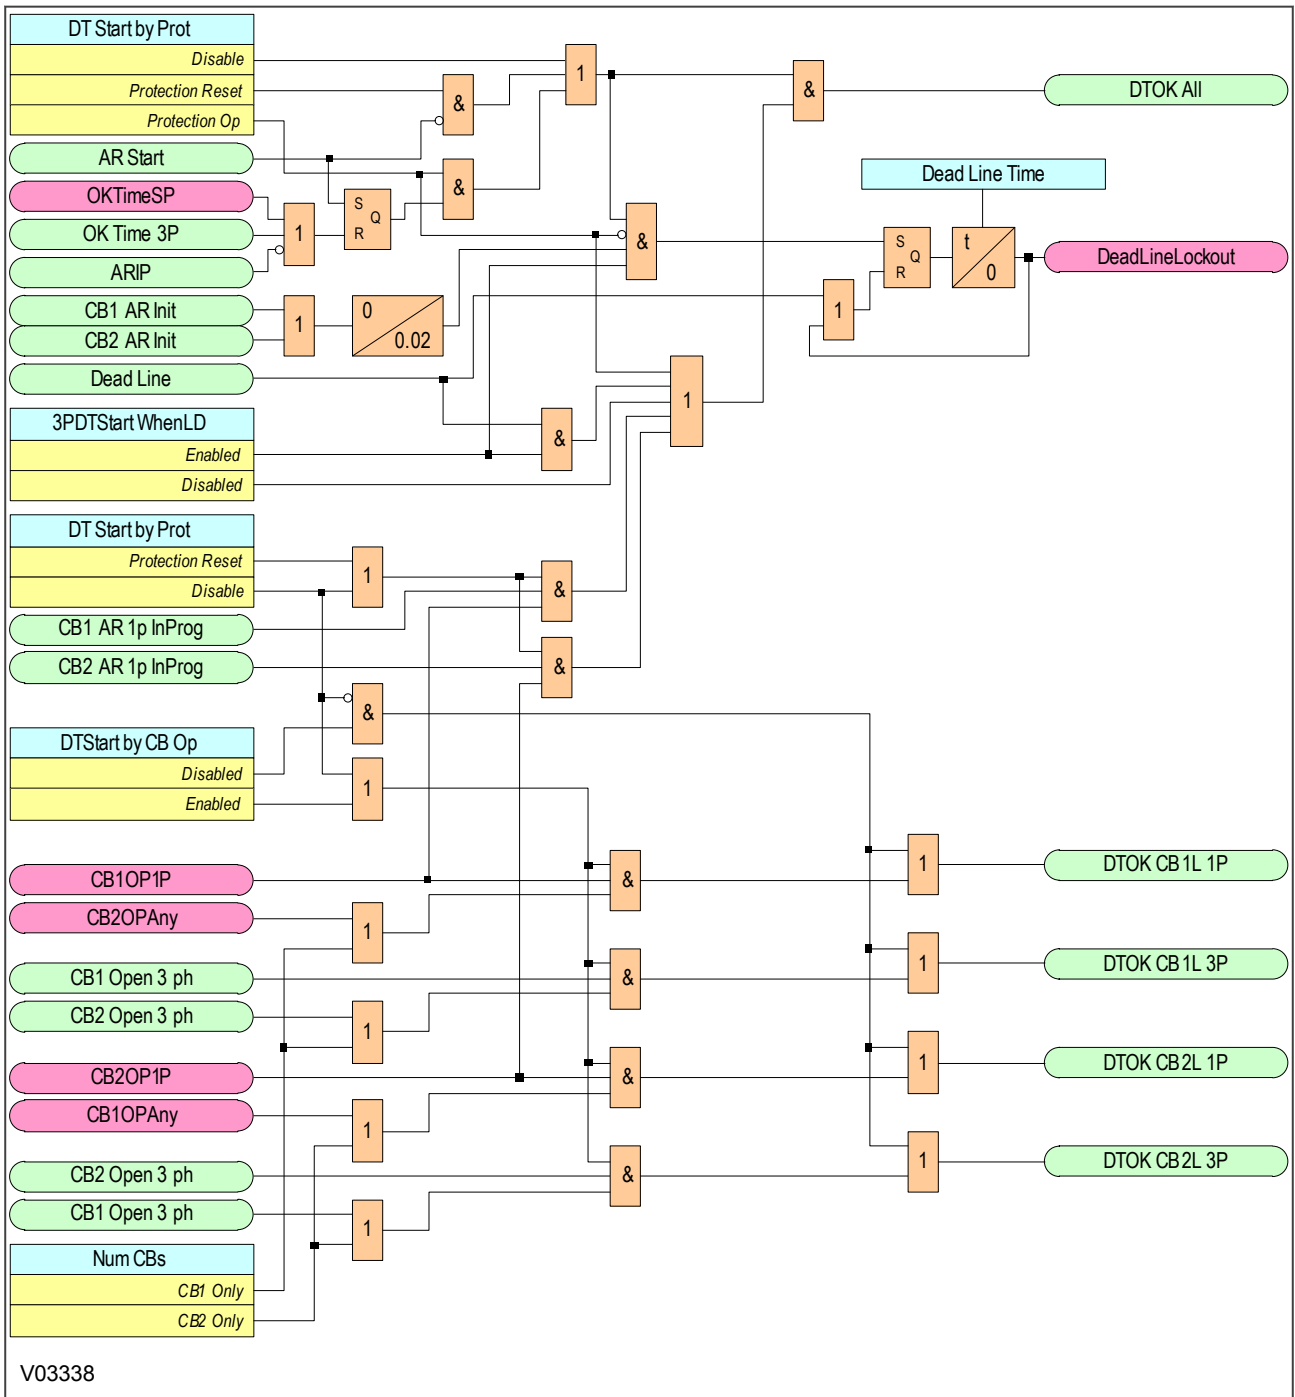 DT Start by Prot
Disable
Protection Reset
Protection Op
AR Start
OKTimeSP
OK Time 3P
ARIP
CB1 AR Init
CB2 AR Init
Dead Line
3PDTStart WhenLD
Enabled
Disabled
DT Start by Prot
Protection Reset
Disable
CB1 AR 1p InProg
CB2 AR 1p InProg
DTStart by CB Op
Disabled
Enabled
CB1OP1P
CB2OPAny
CB1 Open 3 ph
CB2 Open 3 ph
CB2OP1P
CB1OPAny
CB2 Open 3 ph
CB1 Open 3 ph
Num CBs
CB1 Only
CB2 Only
1
&
&
S
Q
R
1
1
0
0.02
&
&
1
1
&
&
&
1
&
1
1
1
1
&
&
&
&
&
Dead Line Time
S
Q
R
t
0
1
1
1
1
1
DTOK All
DeadLineLockout
DTOK CB1L 1P
DTOK CB1L 3P
DTOK CB2L 1P
DTOK CB2L 3P
V03338